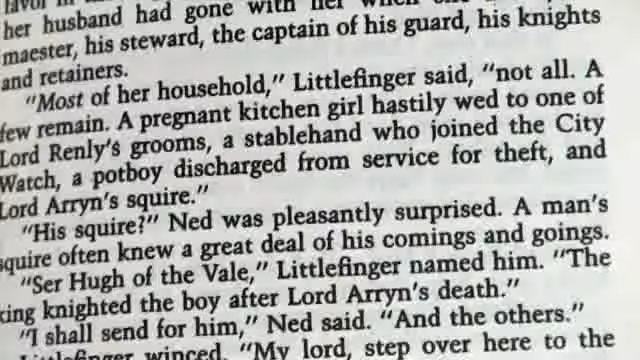 her husband had gone with her when
maester, his steward, the captain of his guard, his knights
and retainers.
"Most of her household," Littlefinger said, "not all. A
few remain. A pregnant kitchen girl hastily wed to one of
Lord Renly's grooms, a stablehand who joined the City
Watch, a potboy discharged from service for theft, and
Lord Arryn's squire."
"His squire?" Ned was pleasantly surprised. A man's
squire often knew a great deal of his comings and goings.
"Ser Hugh of the Vale," Littlefinger named him. "The
king knighted the boy after Lord Arryn's death."
"I shall send for him," Ned said. "And the others."
Littlefinger winced. "My lord, step over here to the